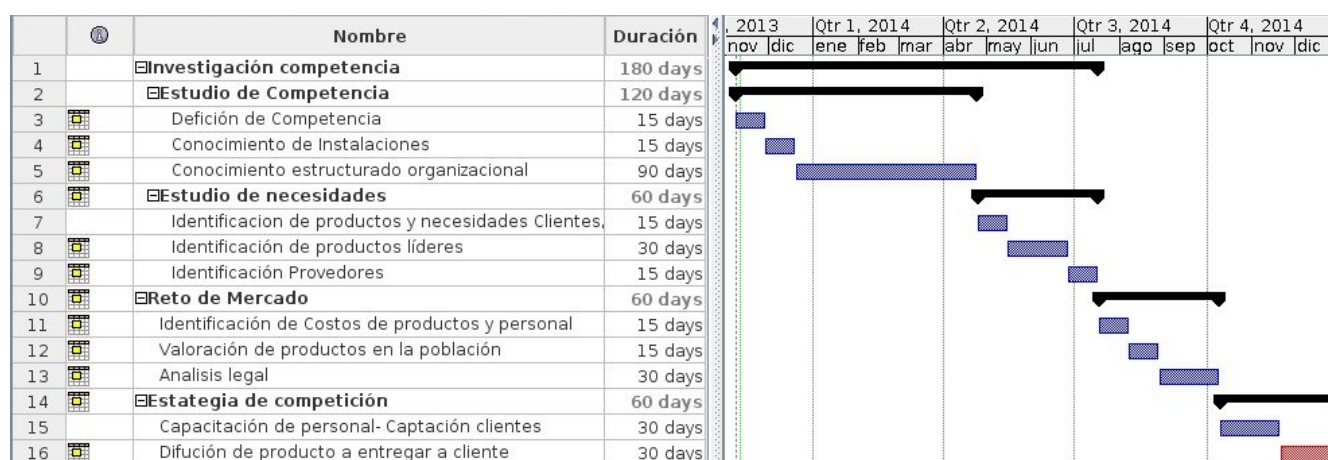 Nombre Duración , 2013 Qtr 1, 2014 Qtr 2, 2014 Qtr 3, 2014 Qtr 4, 2014
nov dic ene feb mar abr may jun jul ago sep oct nov dic
1 Investigación competencia 180 days
2 Estudio de Competencia 120 days
3 Defición de Competencia 15 days
4 Conocimiento de Instalaciones 15 days
5 Conocimiento estructurado organizacional 90 days
6 Estudio de necesidades 60 days
7 Identificacion de productos y necesidades Clientes, 15 days
8 Identificación de productos líderes 30 days
9 Identificación Provedores 15 days
10 Reto de Mercado 60 days
11 Identificación de Costos de productos y personal 15 days
12 Valoración de productos en la población 15 days
13 Analisis legal 30 days
14 Estategia de competición 60 days
15 Capacitación de personal- Captación clientes 30 days
16 Difución de producto a entregar a cliente 30 days